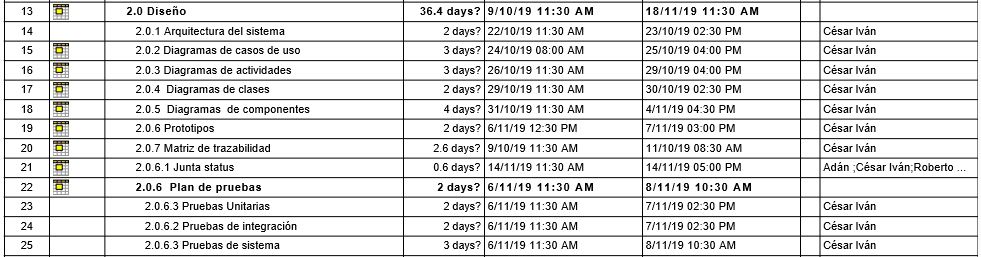 13 2.0 Diseño 36.4 days? 9/10/19 11:30 AM 18/11/19 11:30 AM
14 2.0.1 Arquitectura del sistema 2 days? 22/10/19 11:30 AM 23/10/19 02:30 PM César Iván
15 2.0.2 Diagramas de casos de uso 3 days? 24/10/19 08:00 AM 25/10/19 04:00 PM César Iván
16 2.0.3 Diagramas de actividades 3 days? 26/10/19 11:30 AM 29/10/19 04:00 PM César Iván
17 2.0.4 Diagramas de clases 2 days? 29/10/19 11:30 AM 30/10/19 02:30 PM César Iván
18 2.0.5 Diagramas de componentes 4 days? 31/10/19 11:30 AM 4/11/19 04:30 PM César Iván
19 2.0.6 Prototipos 2 days? 6/11/19 12:30 PM 7/11/19 03:00 PM César Iván
20 2.0.7 Matriz de trazabilidad 2.6 days? 9/10/19 11:30 AM 11/10/19 08:30 AM César Iván
21 2.0.6.1 Junta status 0.6 days? 14/11/19 11:30 AM 14/11/19 05:00 PM Adán ;César Iván;Roberto ...
22 2.0.6 Plan de pruebas 2 days? 6/11/19 11:30 AM 8/11/19 10:30 AM
23 2.0.6.3 Pruebas Unitarias 2 days? 6/11/19 11:30 AM 7/11/19 02:30 PM César Iván
24 2.0.6.2 Pruebas de integración 2 days? 6/11/19 11:30 AM 7/11/19 02:30 PM César Iván
25 2.0.6.3 Pruebas de sistema 3 days? 6/11/19 11:30 AM 8/11/19 10:30 AM César Iván